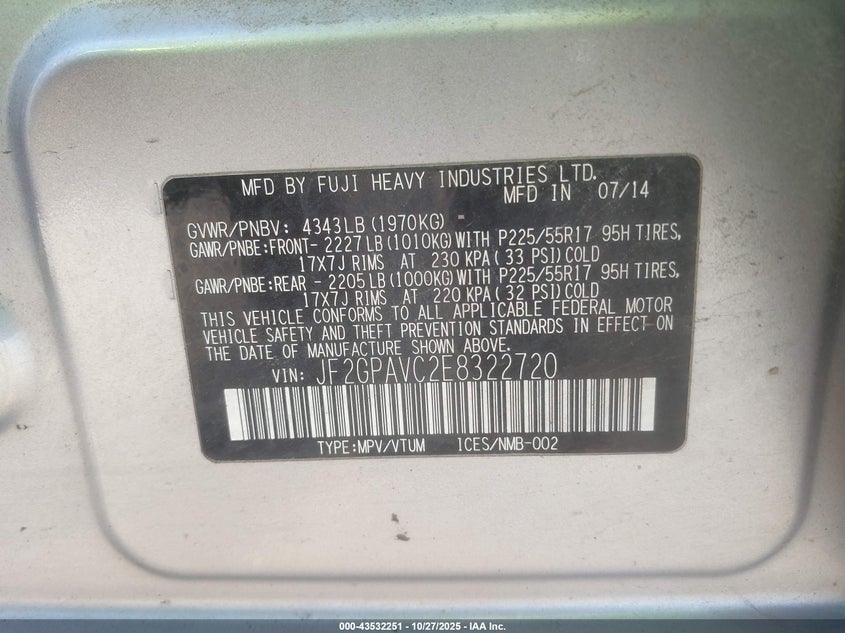 MFD BY FUJI HEAVY INDUSTRIES LTD.
MFD IN 07/14
GVWR/PNBV: 4343LB (1970KG)
GAWR/PNBE:FRONT- 2227LB (1010KG)WITH P225/55R17 95H TIRES,
17X7J RIMS AT 230 KPA( 33 PSI)COLD
GAWR/PNBE:REAR - 2205LB (1000KG)WITH P225/55R17 95H TIRES,
17X7J RIMS AT 220 KPA( 32 PSI)COLD
THIS VEHICLE CONFORMS TO ALL APPLICABLE FEDERAL MOTOR
VEHICLE SAFETY AND THEFT PREVENTION STANDARDS IN EFFECT ON
THE DATE OF MANUFACTURE SHOWN ABOVE.
VIN: JF2GPAVC2E8322720
TYPE:MPV/VTUM ICES/NMB-002
000-43532251 - 10/27/2025 - IAA Inc.